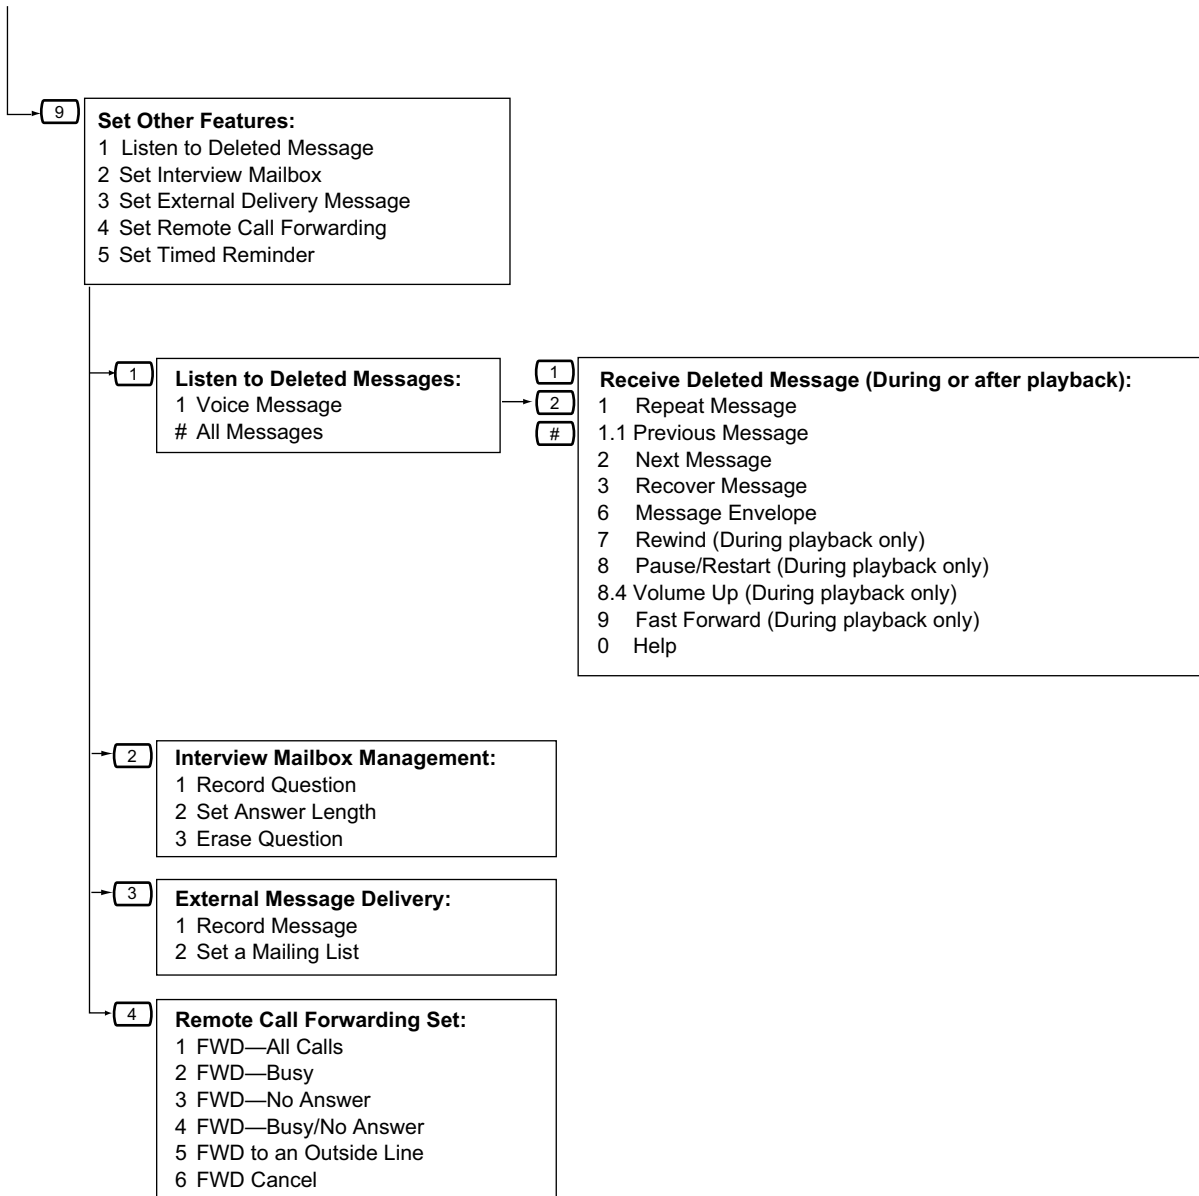 9
Set Other Features:
1 Listen to Deleted Message
2 Set Interview Mailbox
3 Set External Delivery Message
4 Set Remote Call Forwarding
5 Set Timed Reminder
1
Listen to Deleted Messages:
1 Voice Message
# All Messages
1
2
#
Receive Deleted Message (During or after playback):
1 Repeat Message
1.1 Previous Message
2 Next Message
3 Recover Message
6 Message Envelope
7 Rewind (During playback only)
8 Pause/Restart (During playback only)
8.4 Volume Up (During playback only)
9 Fast Forward (During playback only)
0 Help
2
Interview Mailbox Management:
1 Record Question
2 Set Answer Length
3 Erase Question
3
External Message Delivery:
1 Record Message
2 Set a Mailing List
4
Remote Call Forwarding Set:
1 FWD—All Calls
2 FWD—Busy
3 FWD—No Answer
4 FWD—Busy/No Answer
5 FWD to an Outside Line
6 FWD Cancel